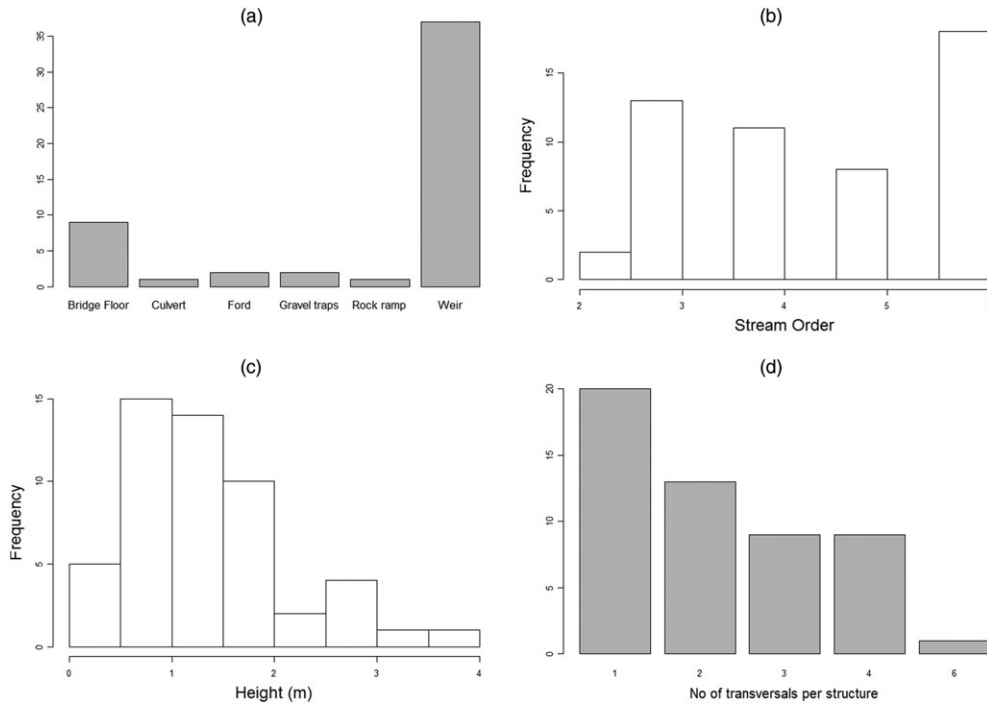 (a)
35
30
25
20
15
10
5
0
Bridge Floor Culvert Ford Gravel traps Rock ramp Weir
(b)
Frequency
15
10
5
0
2 3 4 5
Stream Order
(c)
Frequency
15
10
5
0
0 1 2 3 4
Height (m)
(d)
20
15
10
5
0
1 2 3 4 6
No of transversals per structure